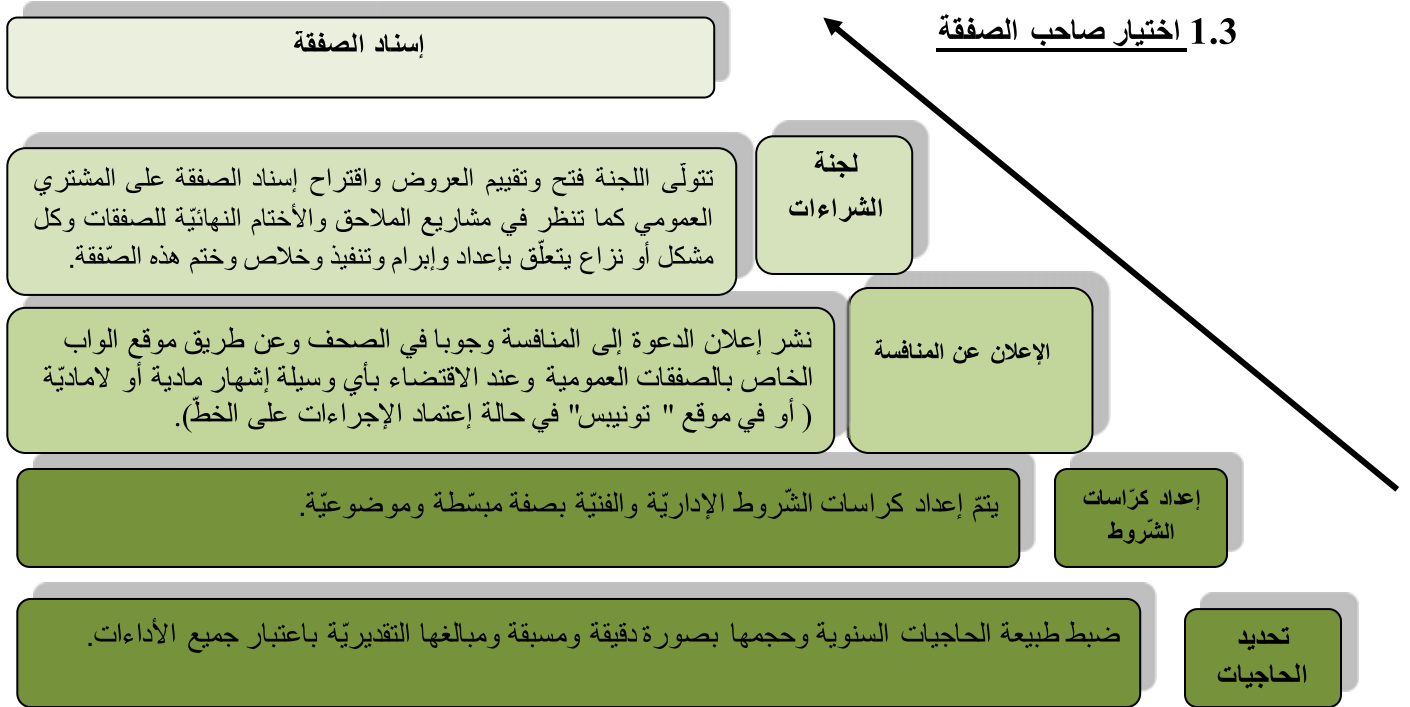 1.3 اختيار صاحب الصفقة
إسناد الصفقة
لجنة
الشراءات
تتولّى اللجنة فتح وتقييم العروض واقتراح إسناد الصفقة على المشتري
العمومي كما تنظر في مشاريع الملاحق والأختام النهائيّة للصفقات وكل
مشكل أو نزاع يتعلّق بإعداد وإبرام وتنفيذ وخلاص وختم هذه الصّفقة.
الإعلان عن المنافسة
نشر إعلان الدعوة إلى المنافسة وجوبا في الصحف وعن طريق موقع الواب
الخاص بالصفقات العمومية وعند الاقتضاء بأي وسيلة إشهار مادية أو لاماديّة
( أو في موقع " تونيبس" في حالة إعتماد الإجراءات على الخطّ).
إعداد كرّاسات
الشّروط
يتمّ إعداد كراسات الشّروط الإداريّة والفنيّة بصفة مبسّطة وموضوعيّة.
تحديد
الحاجيات
ضبط طبيعة الحاجيات السنوية وحجمها بصورة دقيقة ومسبقة ومبالغها التقديريّة باعتبار جميع الأداءات.